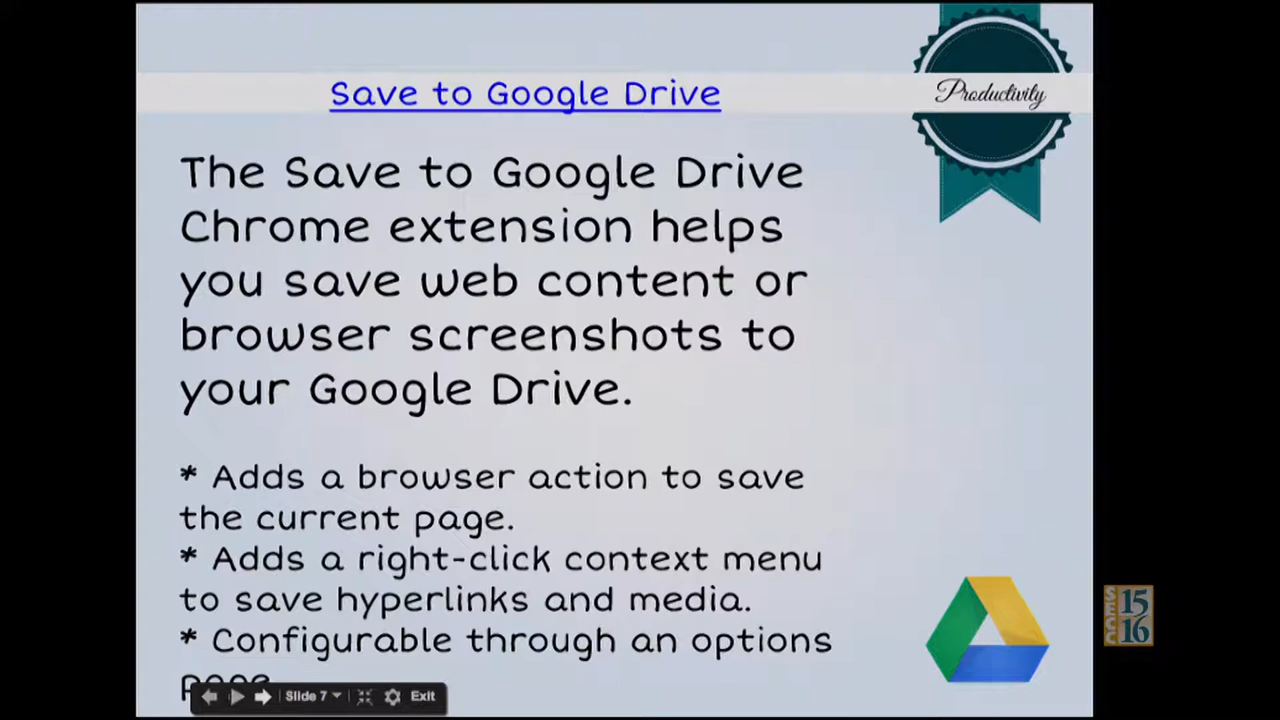 Save to Google Drive
Productivity
The Save to Google Drive
Chrome extension helps
you save web content or
browser screenshots to
your Google Drive.
* Adds a browser action to save
the current page.
* Adds a right-click context menu
to save hyperlinks and media.
* Configurable through an options
page.
Slide 7
Exit
SEDC
15
16